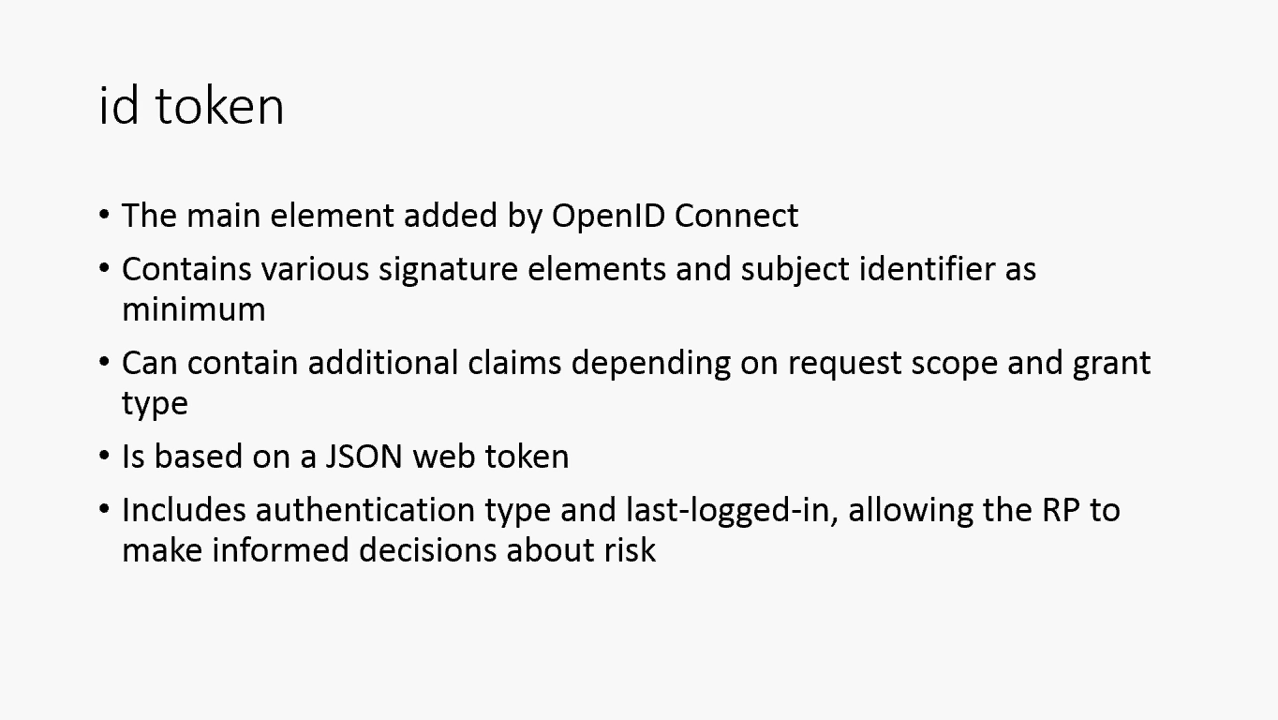 id token
• The main element added by OpenID Connect
• Contains various signature elements and subject identifier as
minimum
• Can contain additional claims depending on request scope and grant
type
• Is based on a JSON web token
• Includes authentication type and last-logged-in, allowing the RP to
make informed decisions about risk